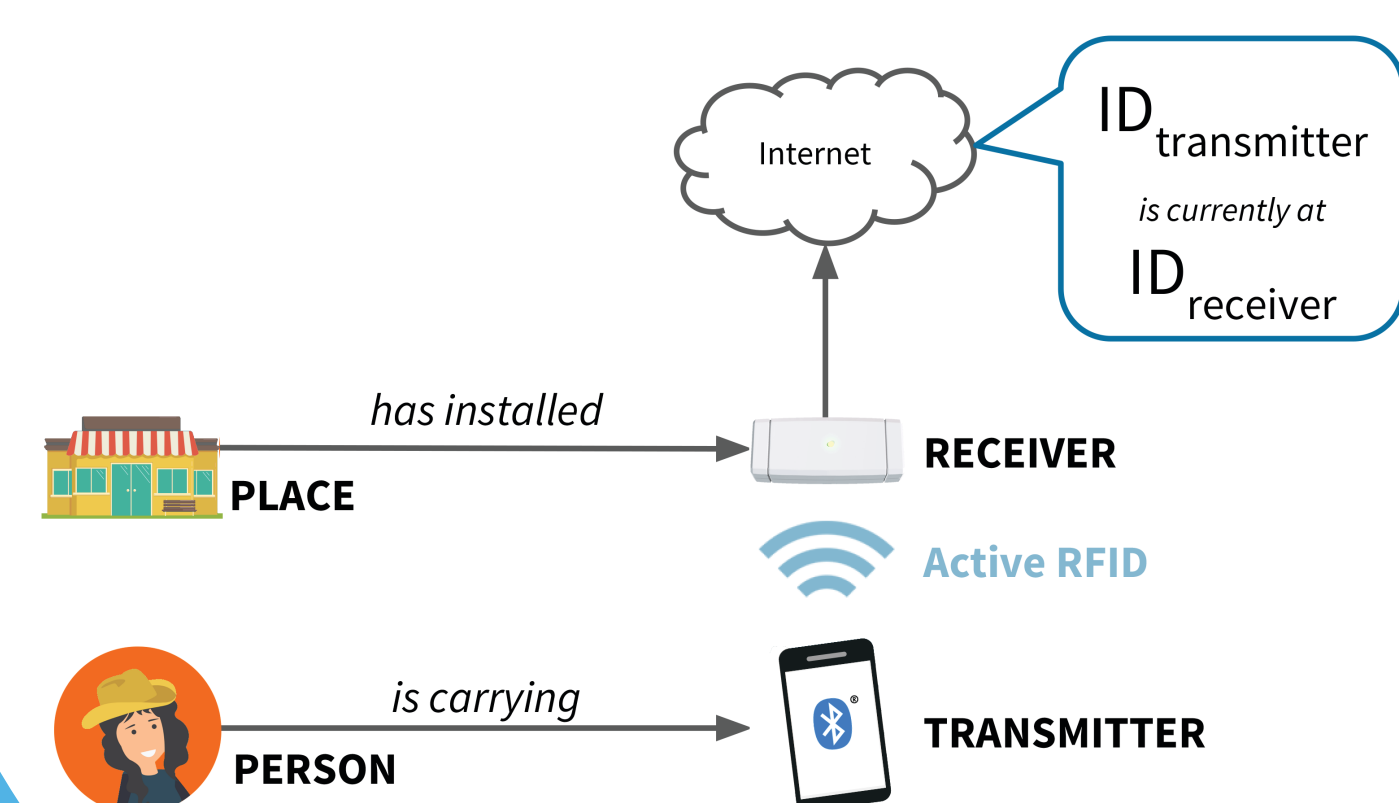 Internet
ID transmitter
is currently at
ID receiver
has installed
RECEIVER
PLACE
Active RFID
®
is carrying
TRANSMITTER
PERSON